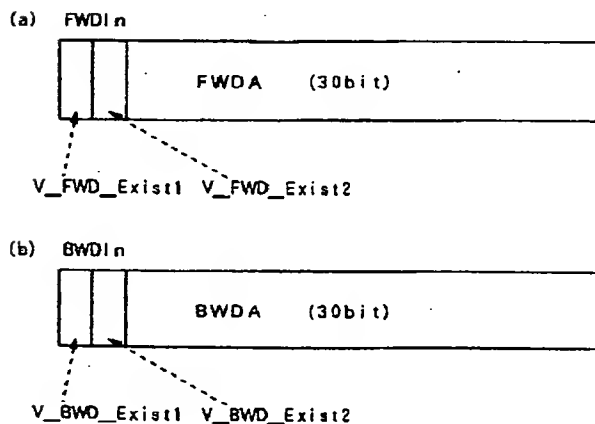 (a) FWDIn
FWDA (30bit)
V_FWD_Exist1 V_FWD_Exist2
(b) BWDIn
BWDA (30bit)
V_BWD_Exist1 V_BWD_Exist2